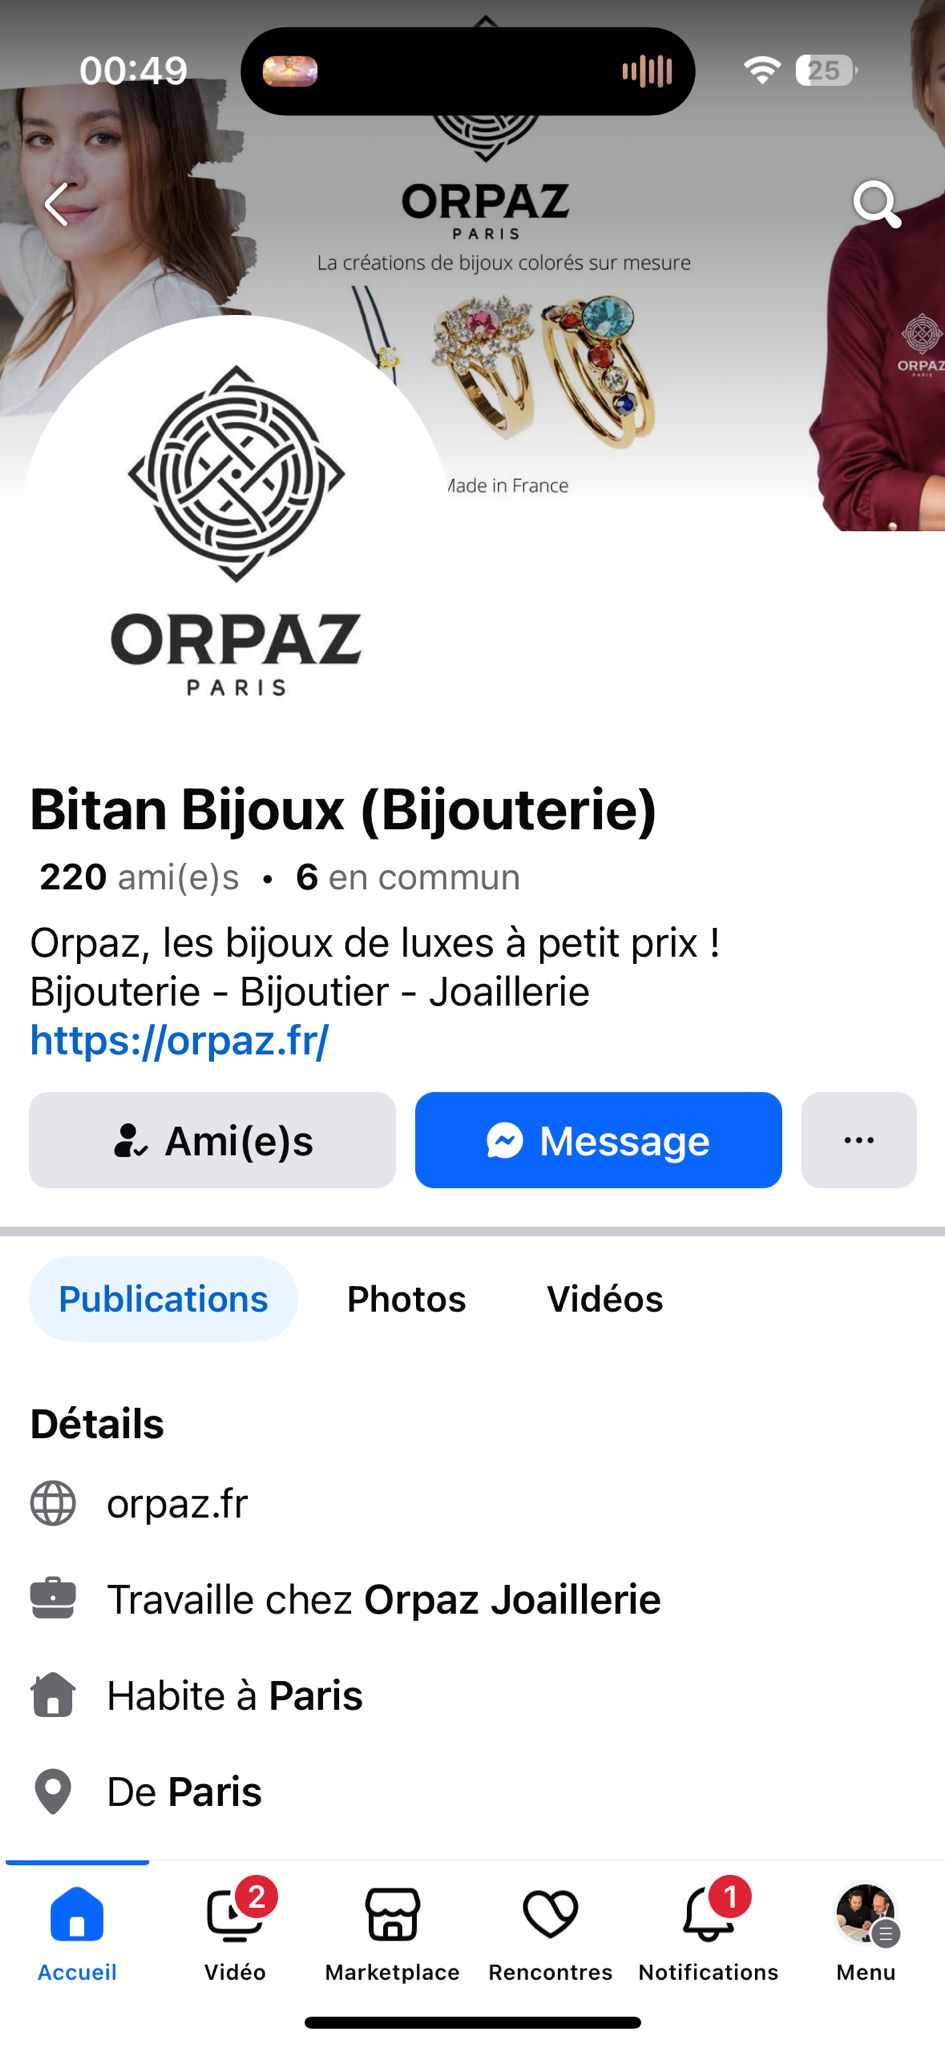 00:49
25
ORPAZ
PARIS
La créations de bijoux colorés sur mesure
ORPAZ
PARIS
Made in France
ORPAZ
PARIS
Bitan Bijoux (Bijouterie)
220 ami(e)s • 6 en commun
Orpaz, les bijoux de luxes à petit prix !
Bijouterie - Bijoutier - Joaillerie
https://orpaz.fr/
Ami(e)s
Message
...
Publications
Photos
Vidéos
Détails
orpaz.fr
Travaille chez Orpaz Joaillerie
Habite à Paris
De Paris
2
1
Accueil
Vidéo
Marketplace
Rencontres
Notifications
Menu